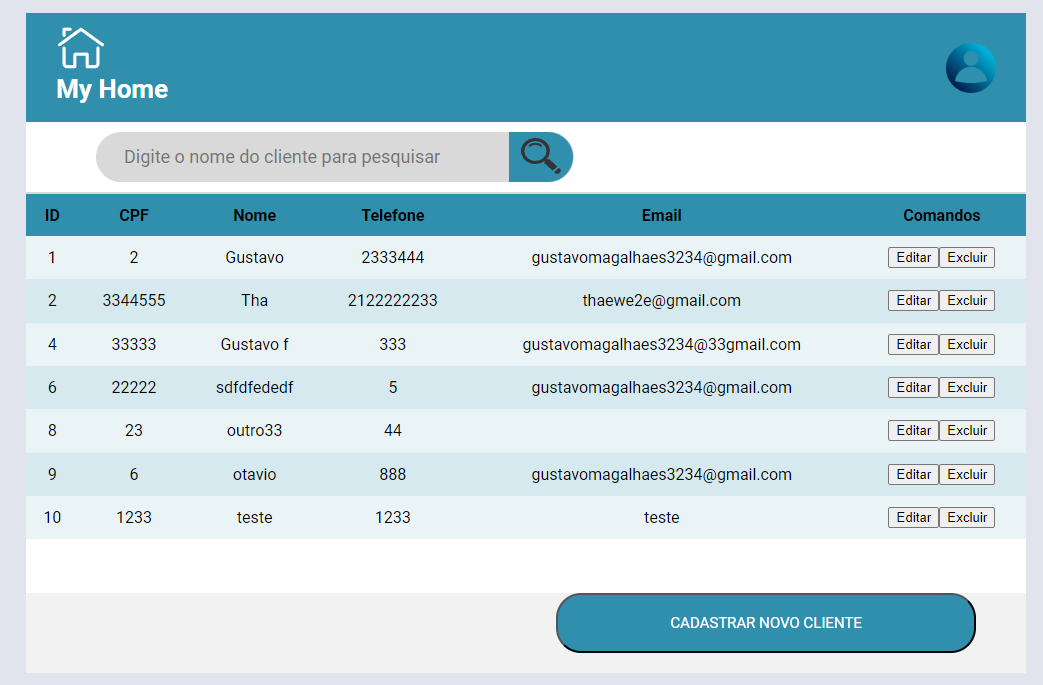 My Home
Digite o nome do cliente para pesquisar
ID CPF Nome Telefone Email Comandos
1 2 Gustavo 2333444 gustavomagalhaes3234@gmail.com Editar Excluir
2 3344555 Tha 2122222233 thaewe2e@gmail.com Editar Excluir
4 33333 Gustavo f 333 gustavomagalhaes3234@33gmail.com Editar Excluir
6 22222 sdfdfededf 5 gustavomagalhaes3234@gmail.com Editar Excluir
8 23 outro33 44 Editar Excluir
9 6 otavio 888 gustavomagalhaes3234@gmail.com Editar Excluir
10 1233 teste 1233 teste Editar Excluir
CADASTRAR NOVO CLIENTE